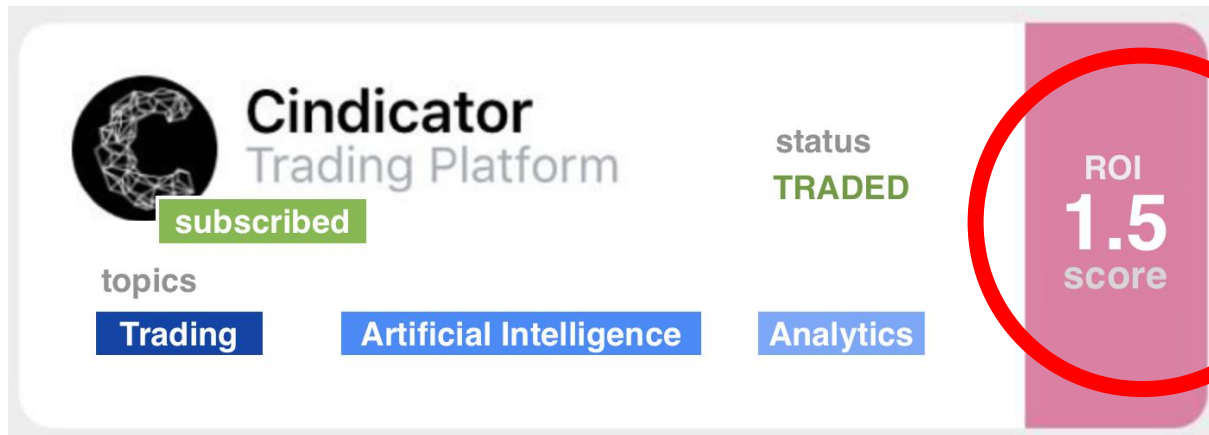 Cindicator
Trading Platform
subscribed
status
TRADED
topics
Trading
Artificial Intelligence
Analytics
ROI
1.5
score